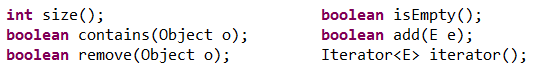 int size();
boolean contains(Object o);
boolean remove(Object o);
boolean isEmpty();
boolean add(E e);
Iterator<E> iterator();